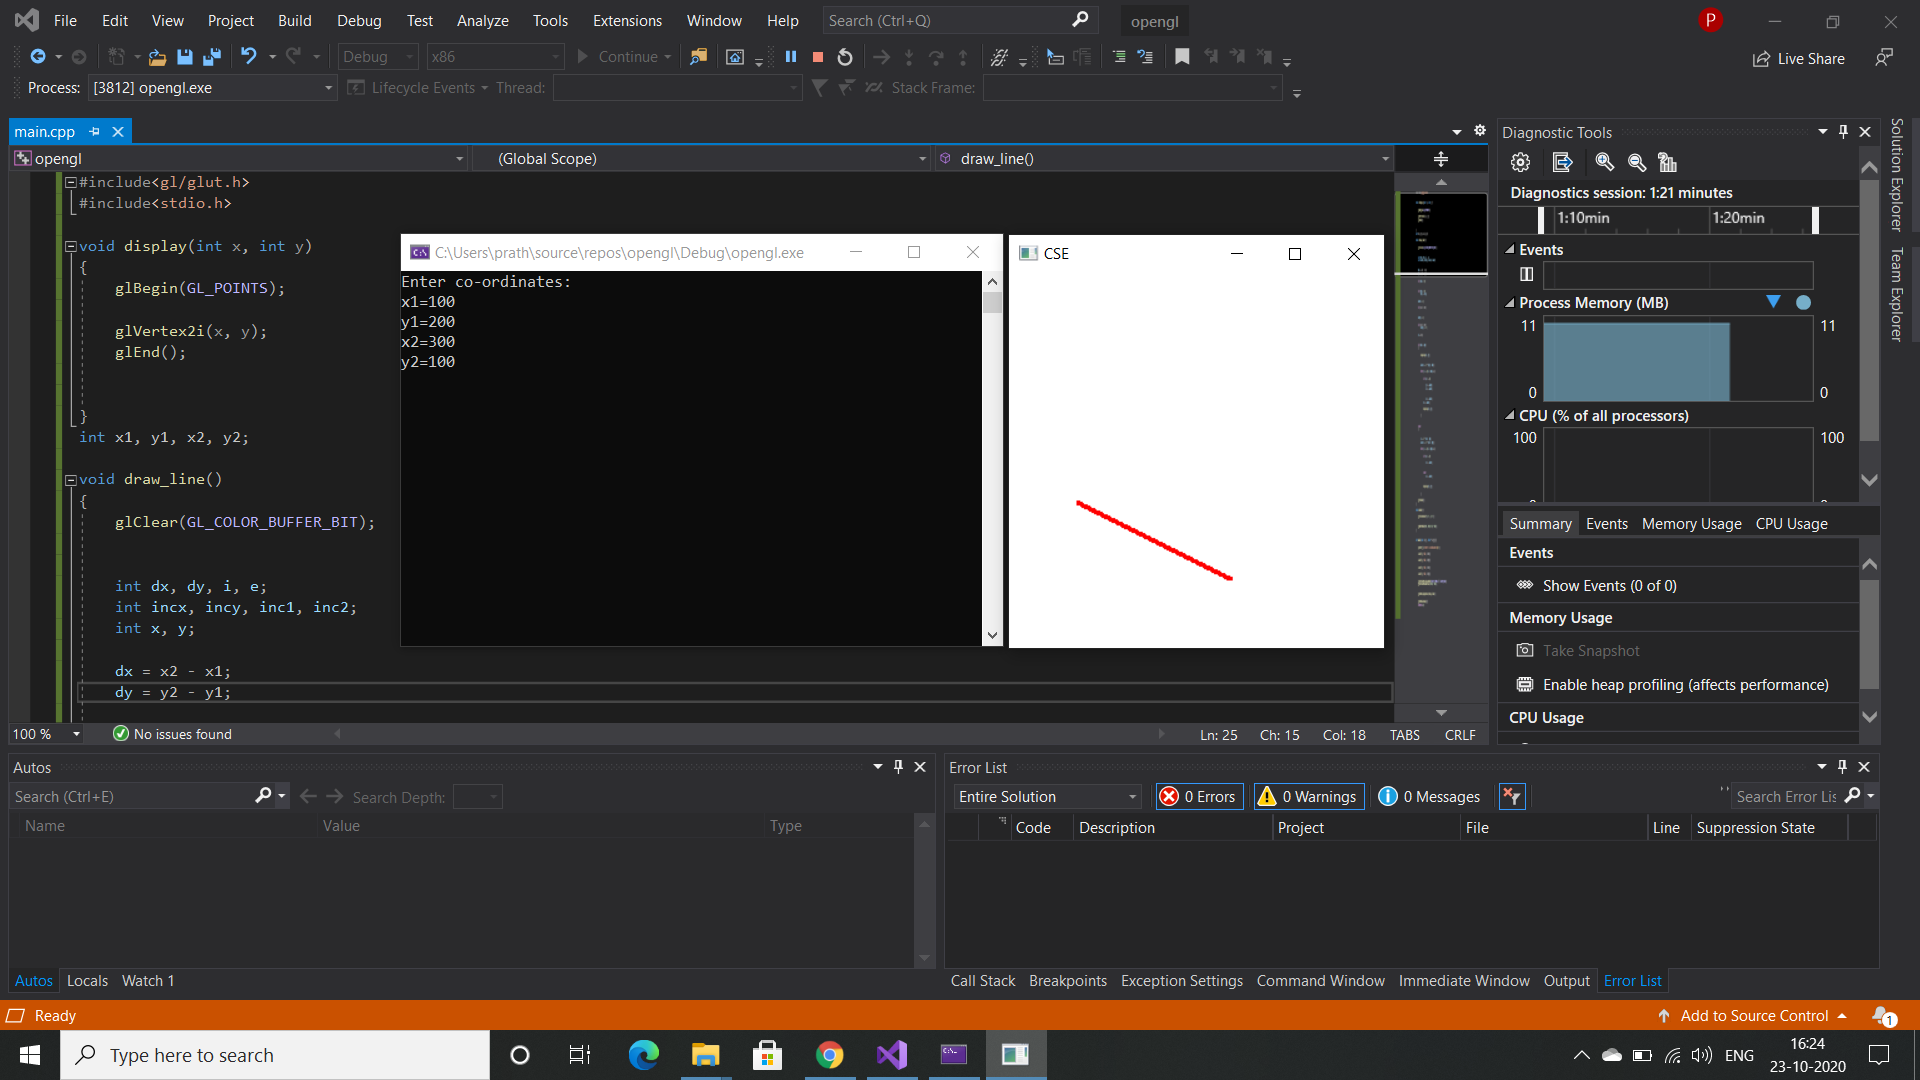 File Edit View Project Build Debug Test Analyze Tools Extensions Window Help Search (Ctrl+Q) opengl P
Debug x86 Continue Live Share
Process: [3812] opengl.exe Lifecycle Events Thread: Stack Frame:
main.cpp
opengl (Global Scope) draw_line()
#include<gl/glut.h>
#include<stdio.h>
void display(int x, int y)
{
glBegin(GL_POINTS);
glVertex2i(x, y);
glEnd();
}
int x1, y1, x2, y2;
void draw_line()
{
glClear(GL_COLOR_BUFFER_BIT);
int dx, dy, i, e;
int incx, incy, inc1, inc2;
int x, y;
dx = x2 - x1;
dy = y2 - y1;
C:\Users\prath\source\repos\opengl\Debug\opengl.exe
Enter co-ordinates:
x1=100
y1=200
x2=300
y2=100
CSE
100 % No issues found Ln: 25 Ch: 15 Col: 18 TABS CRLF
Diagnostic Tools
Diagnostics session: 1:21 minutes
1:10min 1:20min
Events
Process Memory (MB)
11 11
0 0
CPU (% of all processors)
100 100
Summary Events Memory Usage CPU Usage
Events
Show Events (0 of 0)
Memory Usage
Take Snapshot
Enable heap profiling (affects performance)
CPU Usage
Solution Explorer
Team Explorer
Autos
Search (Ctrl+E) Search Depth:
Name Value Type
Autos Locals Watch 1
Error List
Entire Solution 0 Errors 0 Warnings 0 Messages Search Error Lis
Code Description Project File Line Suppression State
Call Stack Breakpoints Exception Settings Command Window Immediate Window Output Error List
Ready Add to Source Control 1
Type here to search ENG 16:24
23-10-2020